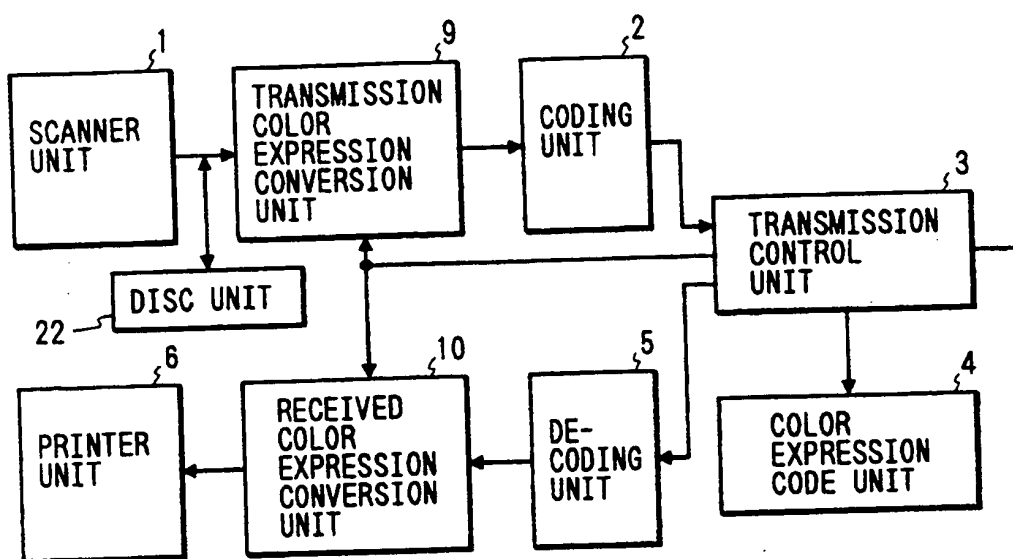 1
SCANNER
UNIT
9
TRANSMISSION
COLOR
EXPRESSION
CONVERSION
UNIT
2
CODING
UNIT
3
TRANSMISSION
CONTROL
UNIT
DISC UNIT
22
6
PRINTER
UNIT
10
RECEIVED
COLOR
EXPRESSION
CONVERSION
UNIT
5
DE-
CODING
UNIT
4
COLOR
EXPRESSION
CODE UNIT